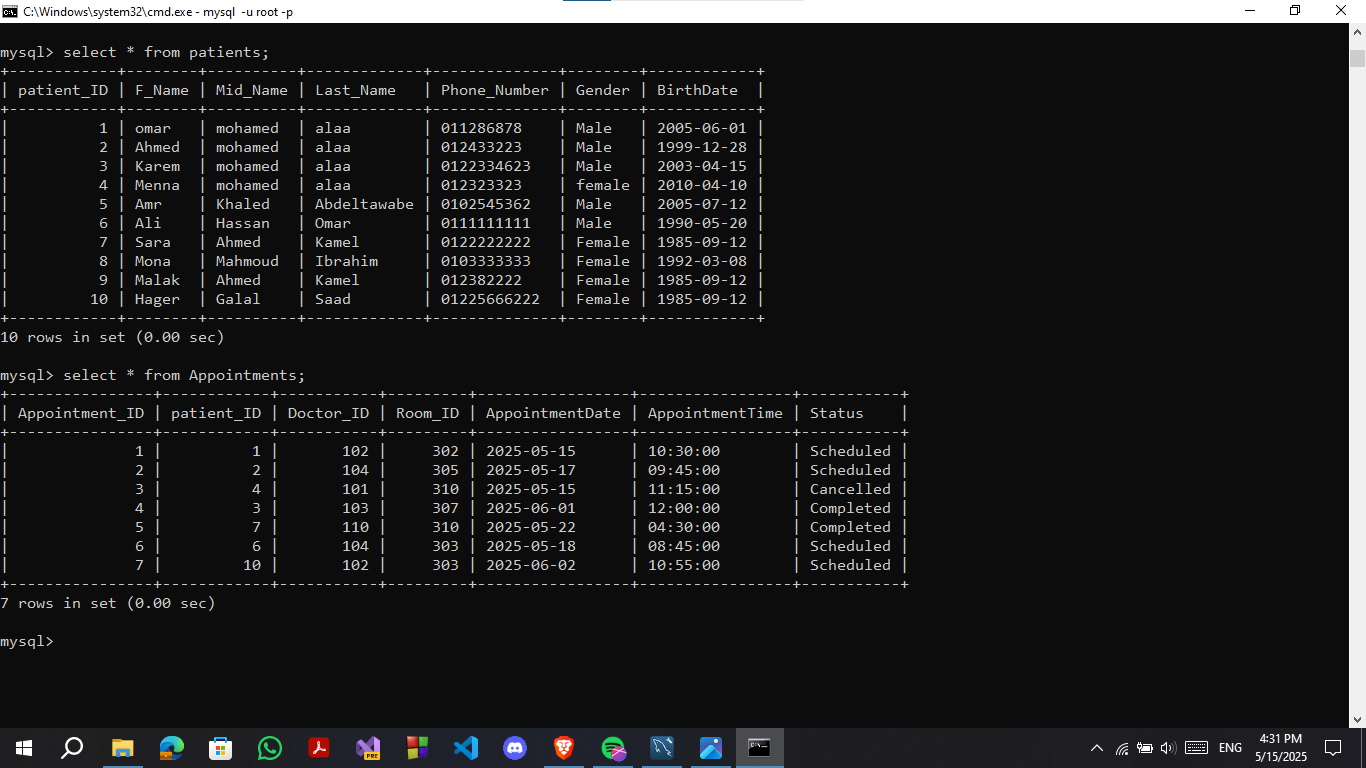 C:\Windows\system32\cmd.exe - mysql  -u root -p
mysql> select * from patients;
+------------+--------+----------+-------------+--------------+--------+------------+
| patient_ID | F_Name | Mid_Name | Last_Name   | Phone_Number | Gender | BirthDate  |
+------------+--------+----------+-------------+--------------+--------+------------+
|          1 | omar   | mohamed  | alaa        | 011286878    | Male   | 2005-06-01 |
|          2 | Ahmed  | mohamed  | alaa        | 012433223    | Male   | 1999-12-28 |
|          3 | Karem  | mohamed  | alaa        | 0122334623   | Male   | 2003-04-15 |
|          4 | Menna  | mohamed  | alaa        | 012323323    | female | 2010-04-10 |
|          5 | Amr    | Khaled   | Abdeltawabe | 0102545362   | Male   | 2005-07-12 |
|          6 | Ali    | Hassan   | Omar        | 0111111111   | Male   | 1990-05-20 |
|          7 | Sara   | Ahmed    | Kamel       | 0122222222   | Female | 1985-09-12 |
|          8 | Mona   | Mahmoud  | Ibrahim     | 0103333333   | Female | 1992-03-08 |
|          9 | Malak  | Ahmed    | Kamel       | 012382222    | Female | 1985-09-12 |
|         10 | Hager  | Galal    | Saad        | 01225666222  | Female | 1985-09-12 |
+------------+--------+----------+-------------+--------------+--------+------------+
10 rows in set (0.00 sec)
mysql> select * from Appointments;
+----------------+------------+-----------+---------+-----------------+-----------------+-----------+
| Appointment_ID | patient_ID | Doctor_ID | Room_ID | AppointmentDate | AppointmentTime | Status    |
+----------------+------------+-----------+---------+-----------------+-----------------+-----------+
|              1 |          1 |       102 |     302 | 2025-05-15      | 10:30:00        | Scheduled |
|              2 |          2 |       104 |     305 | 2025-05-17      | 09:45:00        | Scheduled |
|              3 |          4 |       101 |     310 | 2025-05-15      | 11:15:00        | Cancelled |
|              4 |          3 |       103 |     307 | 2025-06-01      | 12:00:00        | Completed |
|              5 |          7 |       110 |     310 | 2025-05-22      | 04:30:00        | Completed |
|              6 |          6 |       104 |     303 | 2025-05-18      | 08:45:00        | Scheduled |
|              7 |         10 |       102 |     303 | 2025-06-02      | 10:55:00        | Scheduled |
+----------------+------------+-----------+---------+-----------------+-----------------+-----------+
7 rows in set (0.00 sec)
mysql>
PRE
ENG
4:31 PM
5/15/2025